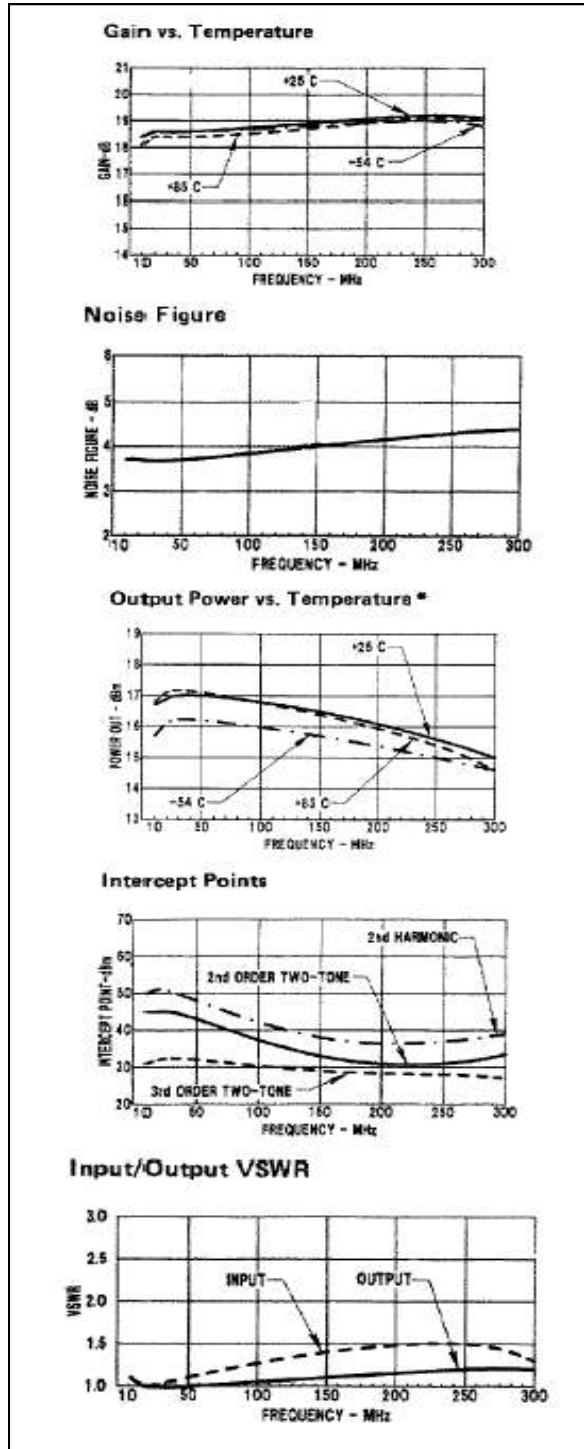 Gain vs. Temperature
21
20
19
18
17
16
15
14
GAIN-dB
+25 C
-54 C
+85 C
10 50 100 150 200 250 300
FREQUENCY - MHz
Noise Figure
6
5
4
3
2
NOISE FIGURE - dB
10 50 100 150 200 250 300
FREQUENCY - MHz
Output Power vs. Temperature*
19
18
17
16
15
13
POWER OUT - dBm
+25 C
-54 C
+85 C
10 50 100 150 200 250 300
FREQUENCY - MHz
Intercept Points
70
60
50
40
30
20
INTERCEPT POINT-dBm
2nd HARMONIC
2nd ORDER TWO-TONE
3rd ORDER TWO-TONE
10 50 100 150 200 250 300
FREQUENCY - MHz
Input/Output VSWR
3.0
2.5
2.0
1.5
1.0
VSWR
INPUT
OUTPUT
10 50 100 150 200 250 300
FREQUENCY - MHz